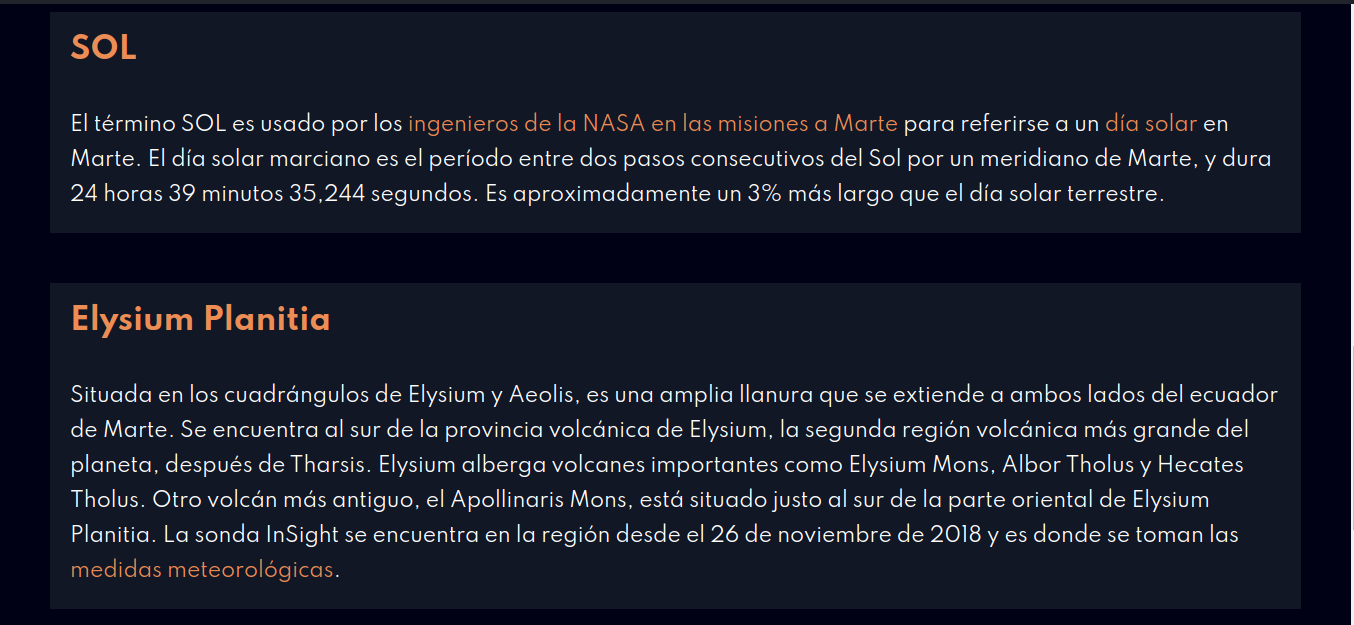 SOL
El término SOL es usado por los ingenieros de la NASA en las misiones a Marte para referirse a un día solar en
Marte. El día solar marciano es el período entre dos pasos consecutivos del Sol por un meridiano de Marte, y dura
24 horas 39 minutos 35,244 segundos. Es aproximadamente un 3% más largo que el día solar terrestre.
Elysium Planitia
Situada en los cuadrángulos de Elysium y Aeolis, es una amplia llanura que se extiende a ambos lados del ecuador
de Marte. Se encuentra al sur de la provincia volcánica de Elysium, la segunda región volcánica más grande del
planeta, después de Tharsis. Elysium alberga volcanes importantes como Elysium Mons, Albor Tholus y Hecates
Tholus. Otro volcán más antiguo, el Apollinaris Mons, está situado justo al sur de la parte oriental de Elysium
Planitia. La sonda InSight se encuentra en la región desde el 26 de noviembre de 2018 y es donde se toman las
medidas meteorológicas.